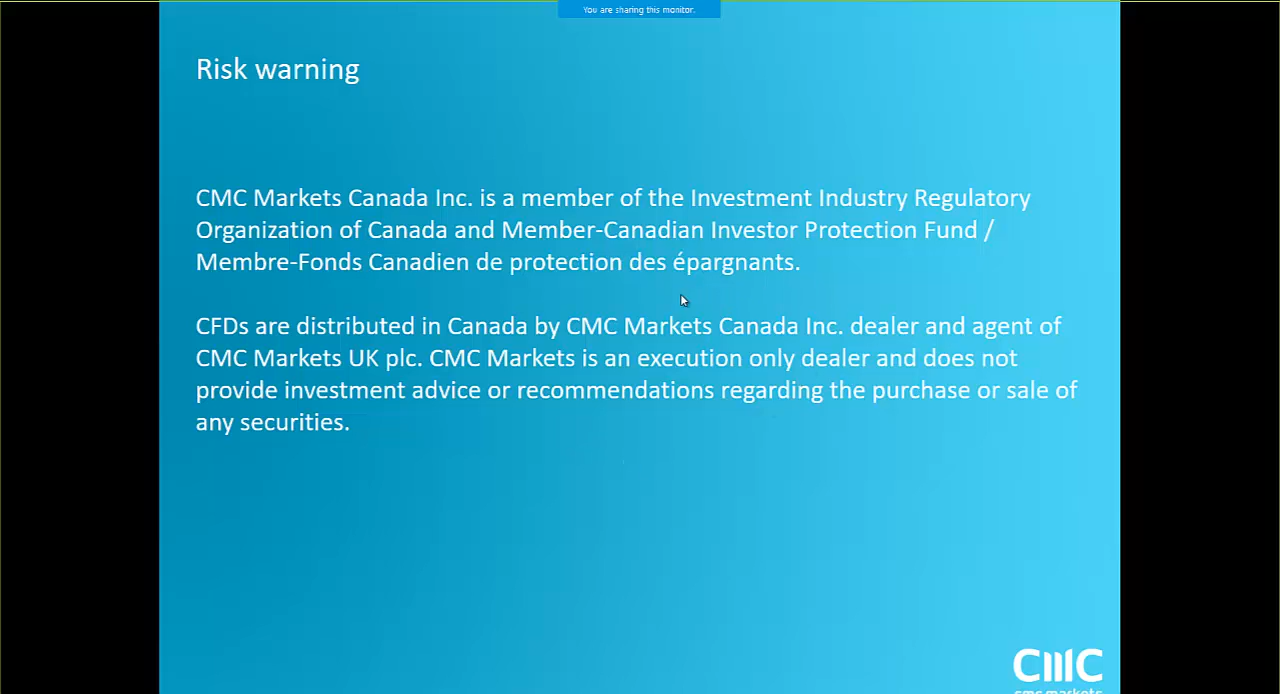 You are sharing this monitor.
Risk warning
CMC Markets Canada Inc. is a member of the Investment Industry Regulatory
Organization of Canada and Member-Canadian Investor Protection Fund /
Membre-Fonds Canadien de protection des épargnants.
CFDs are distributed in Canada by CMC Markets Canada Inc. dealer and agent of
CMC Markets UK plc. CMC Markets is an execution only dealer and does not
provide investment advice or recommendations regarding the purchase or sale of
any securities.
CMC
cmc markets